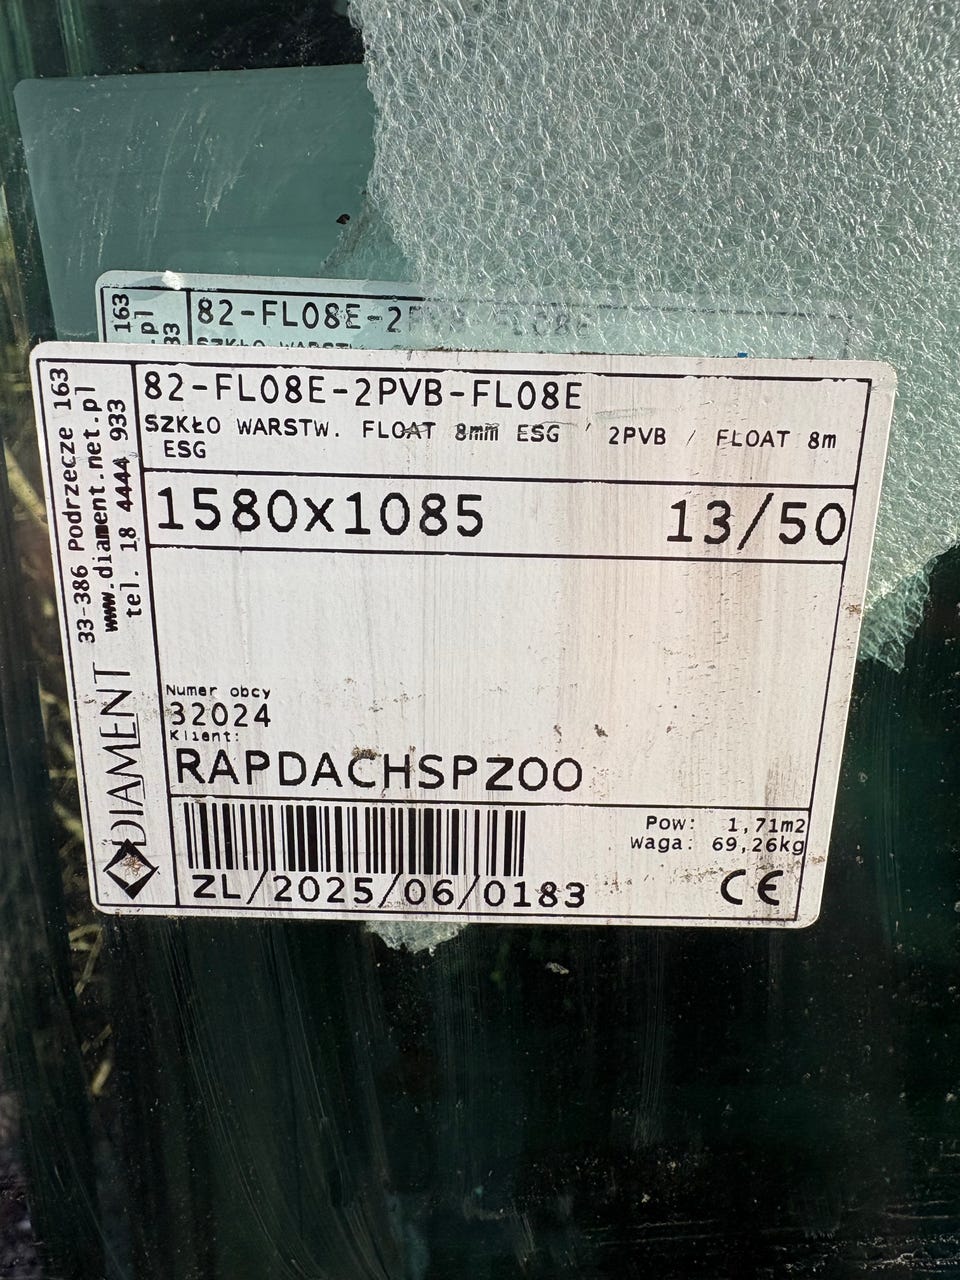 163
82-FL08E-2
82-FL08E-2PVB-FL08E
SZKŁO WARSTW. FLOAT 8mm ESG / 2PVB / FLOAT 8m
ESG
1580x1085 13/50
Numer obcy
32024
Klient:
RAPDACHSPZOO
Pow: 1,71m2
Waga: 69,26kg
ZL/2025/06/0183
CE
DIAMENT
33-386 Podrzecze 163
www.diament.net.pl
tel. 18 4444 933